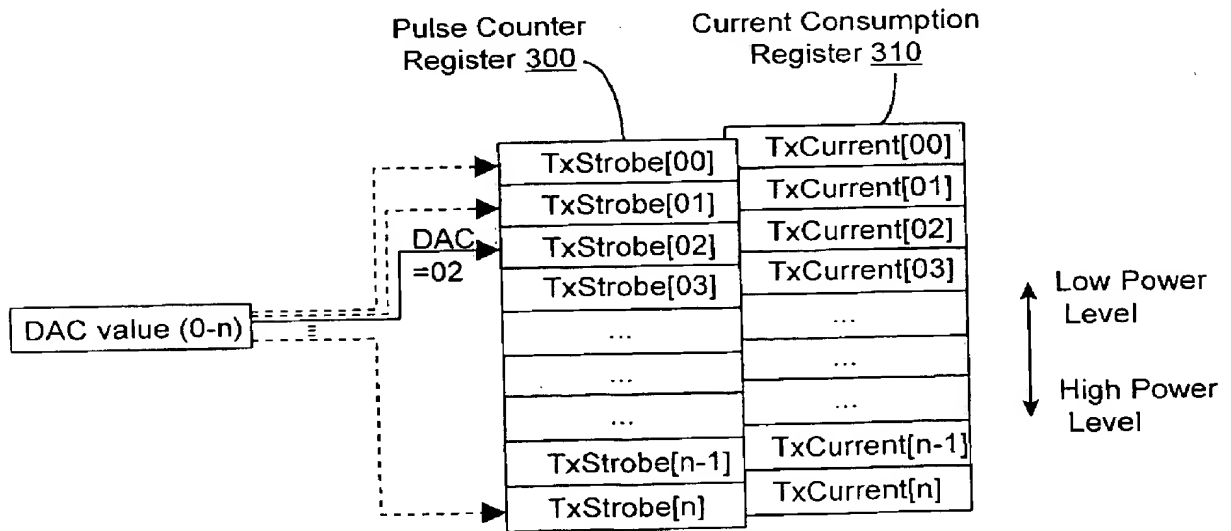 Pulse Counter
Register 300
Current Consumption
Register 310
TxStrobe[00]
TxStrobe[01]
TxStrobe[02]
TxStrobe[03]
...
...
...
TxStrobe[n-1]
TxStrobe[n]
TxCurrent[00]
TxCurrent[01]
TxCurrent[02]
TxCurrent[03]
...
...
...
TxCurrent[n-1]
TxCurrent[n]
DAC
=02
DAC value (0-n)
Low Power
Level
High Power
Level